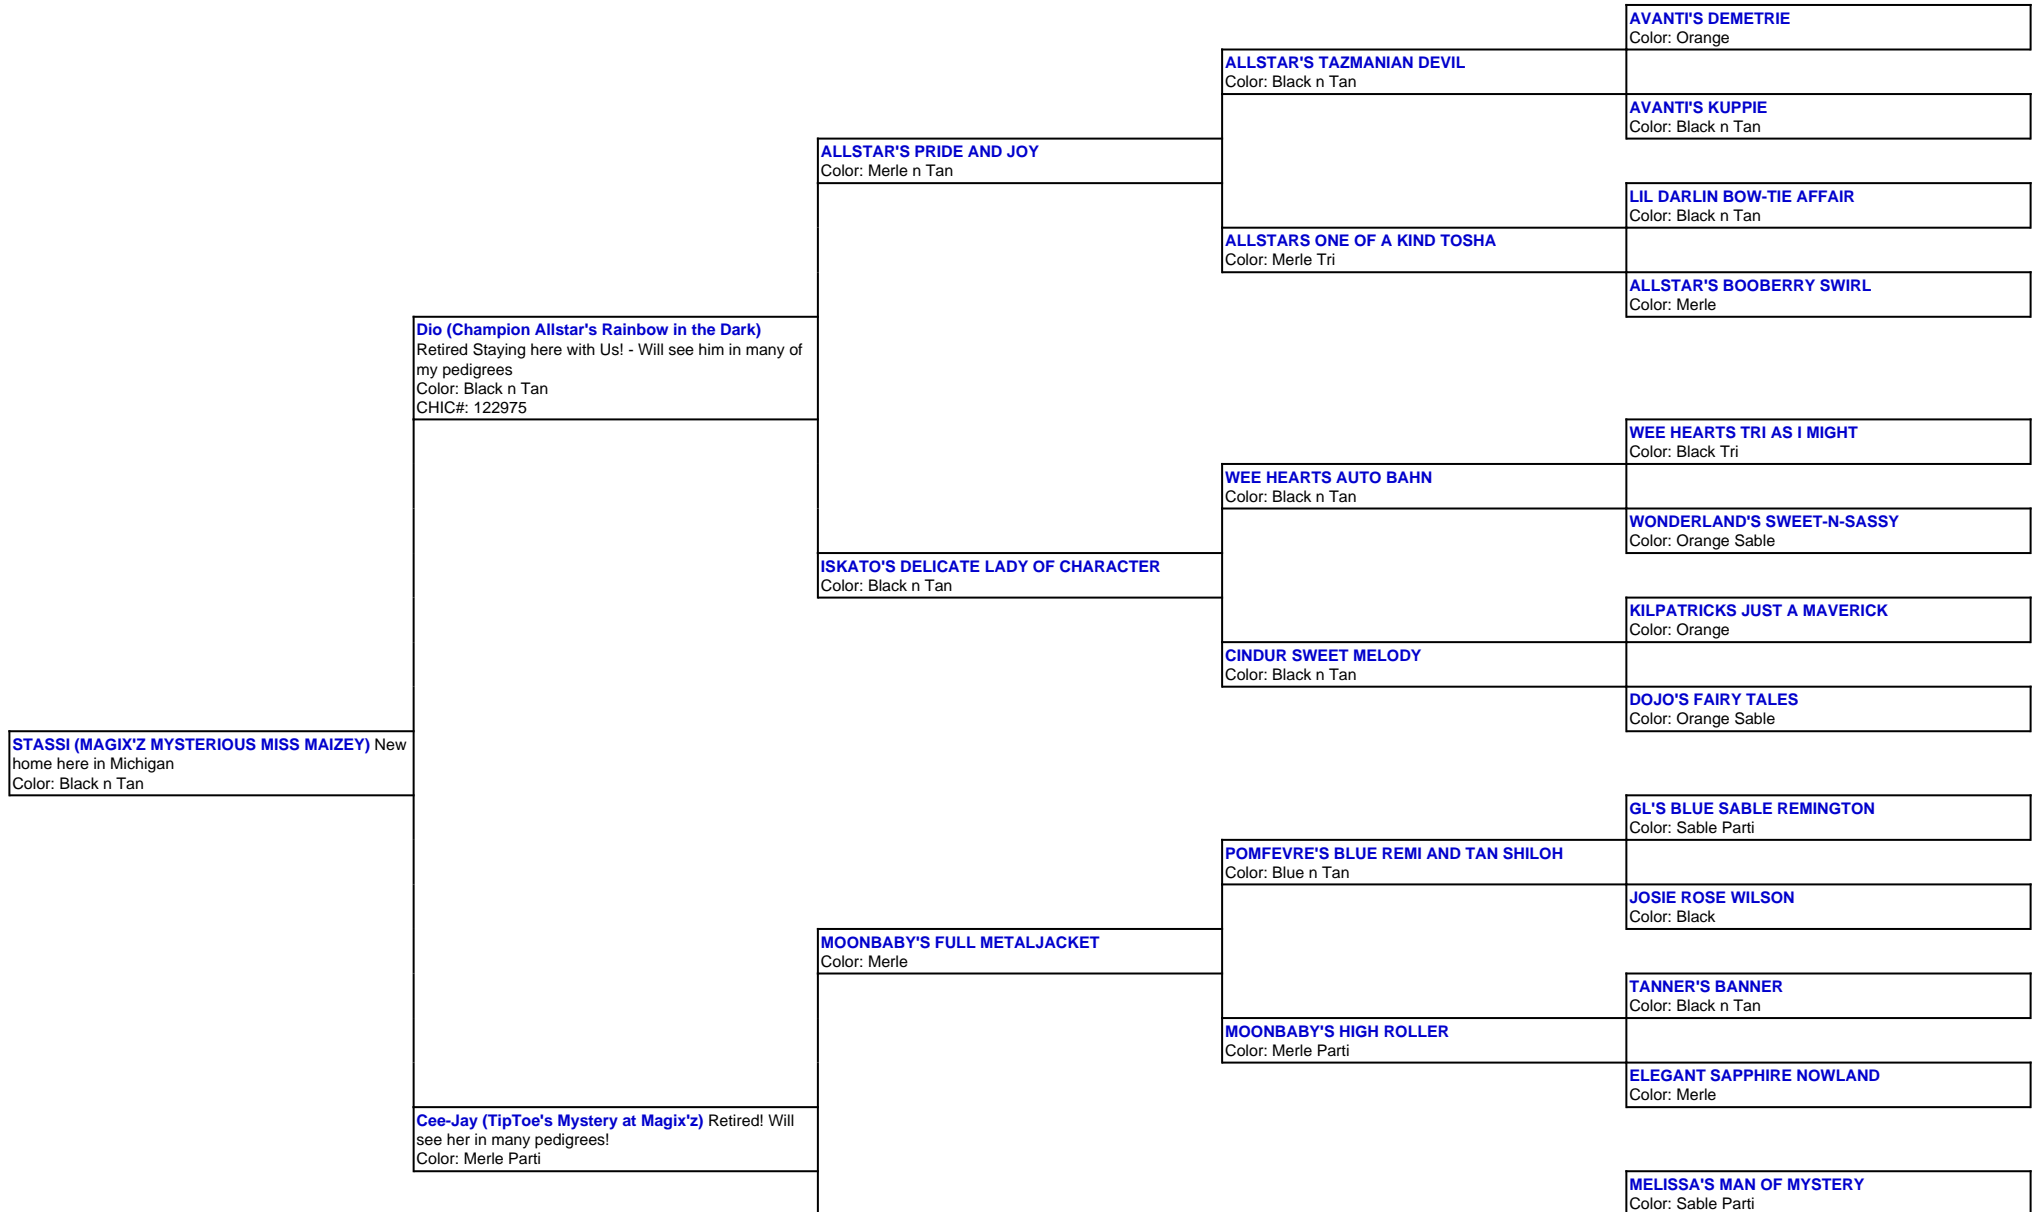 AVANTI'S DEMETRIE
Color: Orange
ALLSTAR'S TAZMANIAN DEVIL
Color: Black n Tan
AVANTI'S KUPPIE
Color: Black n Tan
ALLSTAR'S PRIDE AND JOY
Color: Merle n Tan
LIL DARLIN BOW-TIE AFFAIR
Color: Black n Tan
ALLSTARS ONE OF A KIND TOSHA
Color: Merle Tri
ALLSTAR'S BOOBERRY SWIRL
Color: Merle
Dio (Champion Allstar's Rainbow in the Dark)
Retired Staying here with Us! - Will see him in many of
my pedigrees
Color: Black n Tan
CHIC#: 122975
WEE HEARTS TRI AS I MIGHT
Color: Black Tri
WEE HEARTS AUTO BAHN
Color: Black n Tan
WONDERLAND'S SWEET-N-SASSY
Color: Orange Sable
ISKATO'S DELICATE LADY OF CHARACTER
Color: Black n Tan
KILPATRICKS JUST A MAVERICK
Color: Orange
CINDUR SWEET MELODY
Color: Black n Tan
DOJO'S FAIRY TALES
Color: Orange Sable
STASSI (MAGIX'Z MYSTERIOUS MISS MAIZEY) New
home here in Michigan
Color: Black n Tan
GL'S BLUE SABLE REMINGTON
Color: Sable Parti
POMFEVRE'S BLUE REMI AND TAN SHILOH
Color: Blue n Tan
JOSIE ROSE WILSON
Color: Black
MOONBABY'S FULL METALJACKET
Color: Merle
TANNER'S BANNER
Color: Black n Tan
MOONBABY'S HIGH ROLLER
Color: Merle Parti
ELEGANT SAPPHIRE NOWLAND
Color: Merle
Cee-Jay (TipToe's Mystery at Magix'z) Retired! Will
see her in many pedigrees!
Color: Merle Parti
MELISSA'S MAN OF MYSTERY
Color: Sable Parti